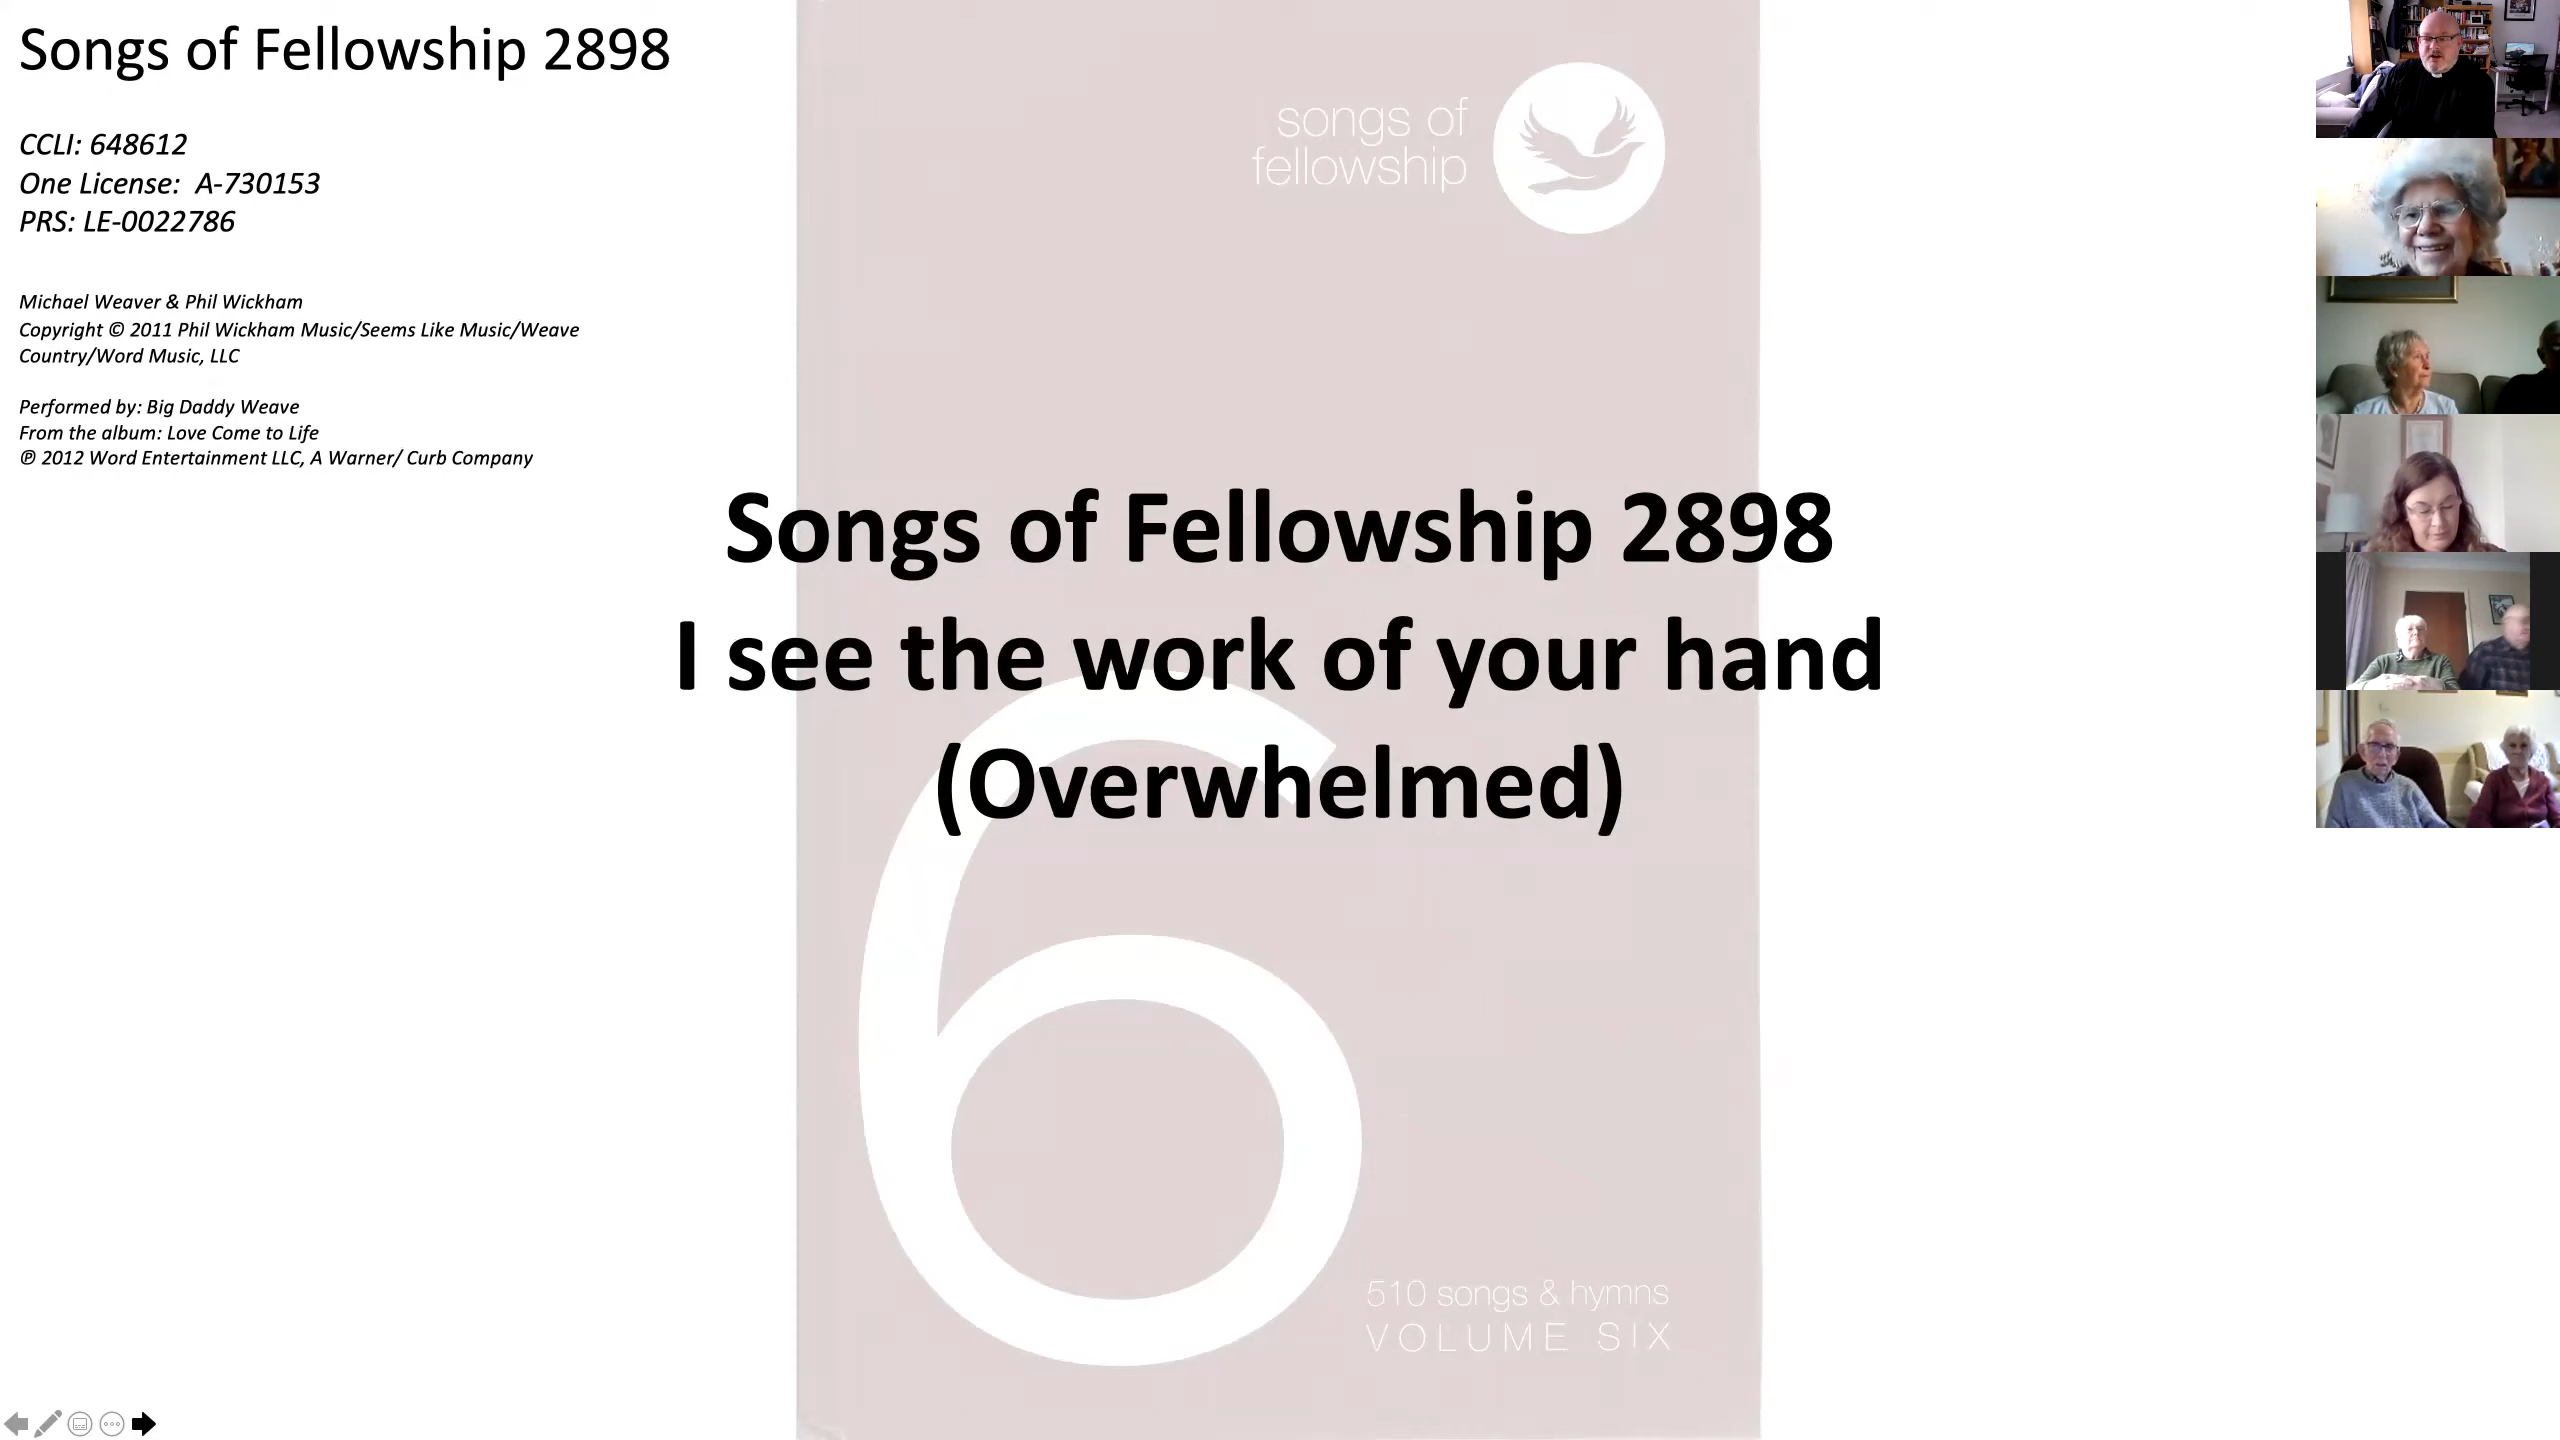 Songs of Fellowship 2898
CCLI: 648612
One License:  A-730153
PRS: LE-0022786
Michael Weaver & Phil Wickham
Copyright © 2011 Phil Wickham Music/Seems Like Music/Weave
Country/Word Music, LLC
Performed by: Big Daddy Weave
From the album: Love Come to Life
℗ 2012 Word Entertainment LLC, A Warner/ Curb Company
songs of
fellowship
Songs of Fellowship 2898
I see the work of your hand
(Overwhelmed)
6
510 songs & hymns
VOLUME SIX